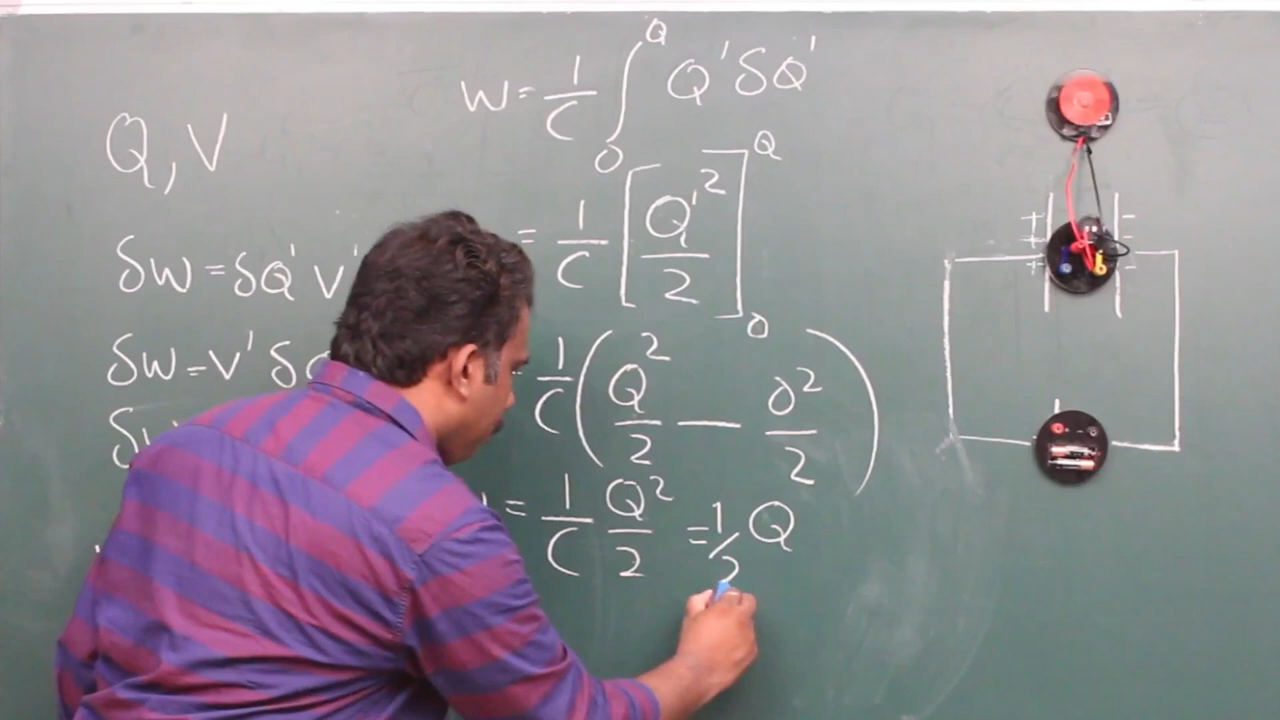 Q, V
δW = δQ' V'
δW = V' δQ
W = 1/C ∫₀^Q Q' δQ'
= 1/C [Q'²/2]₀^Q
1/C (Q²/2 — 0²/2)
= 1/C Q²/2 = 1/2 Q
+ -
+ -
+ -